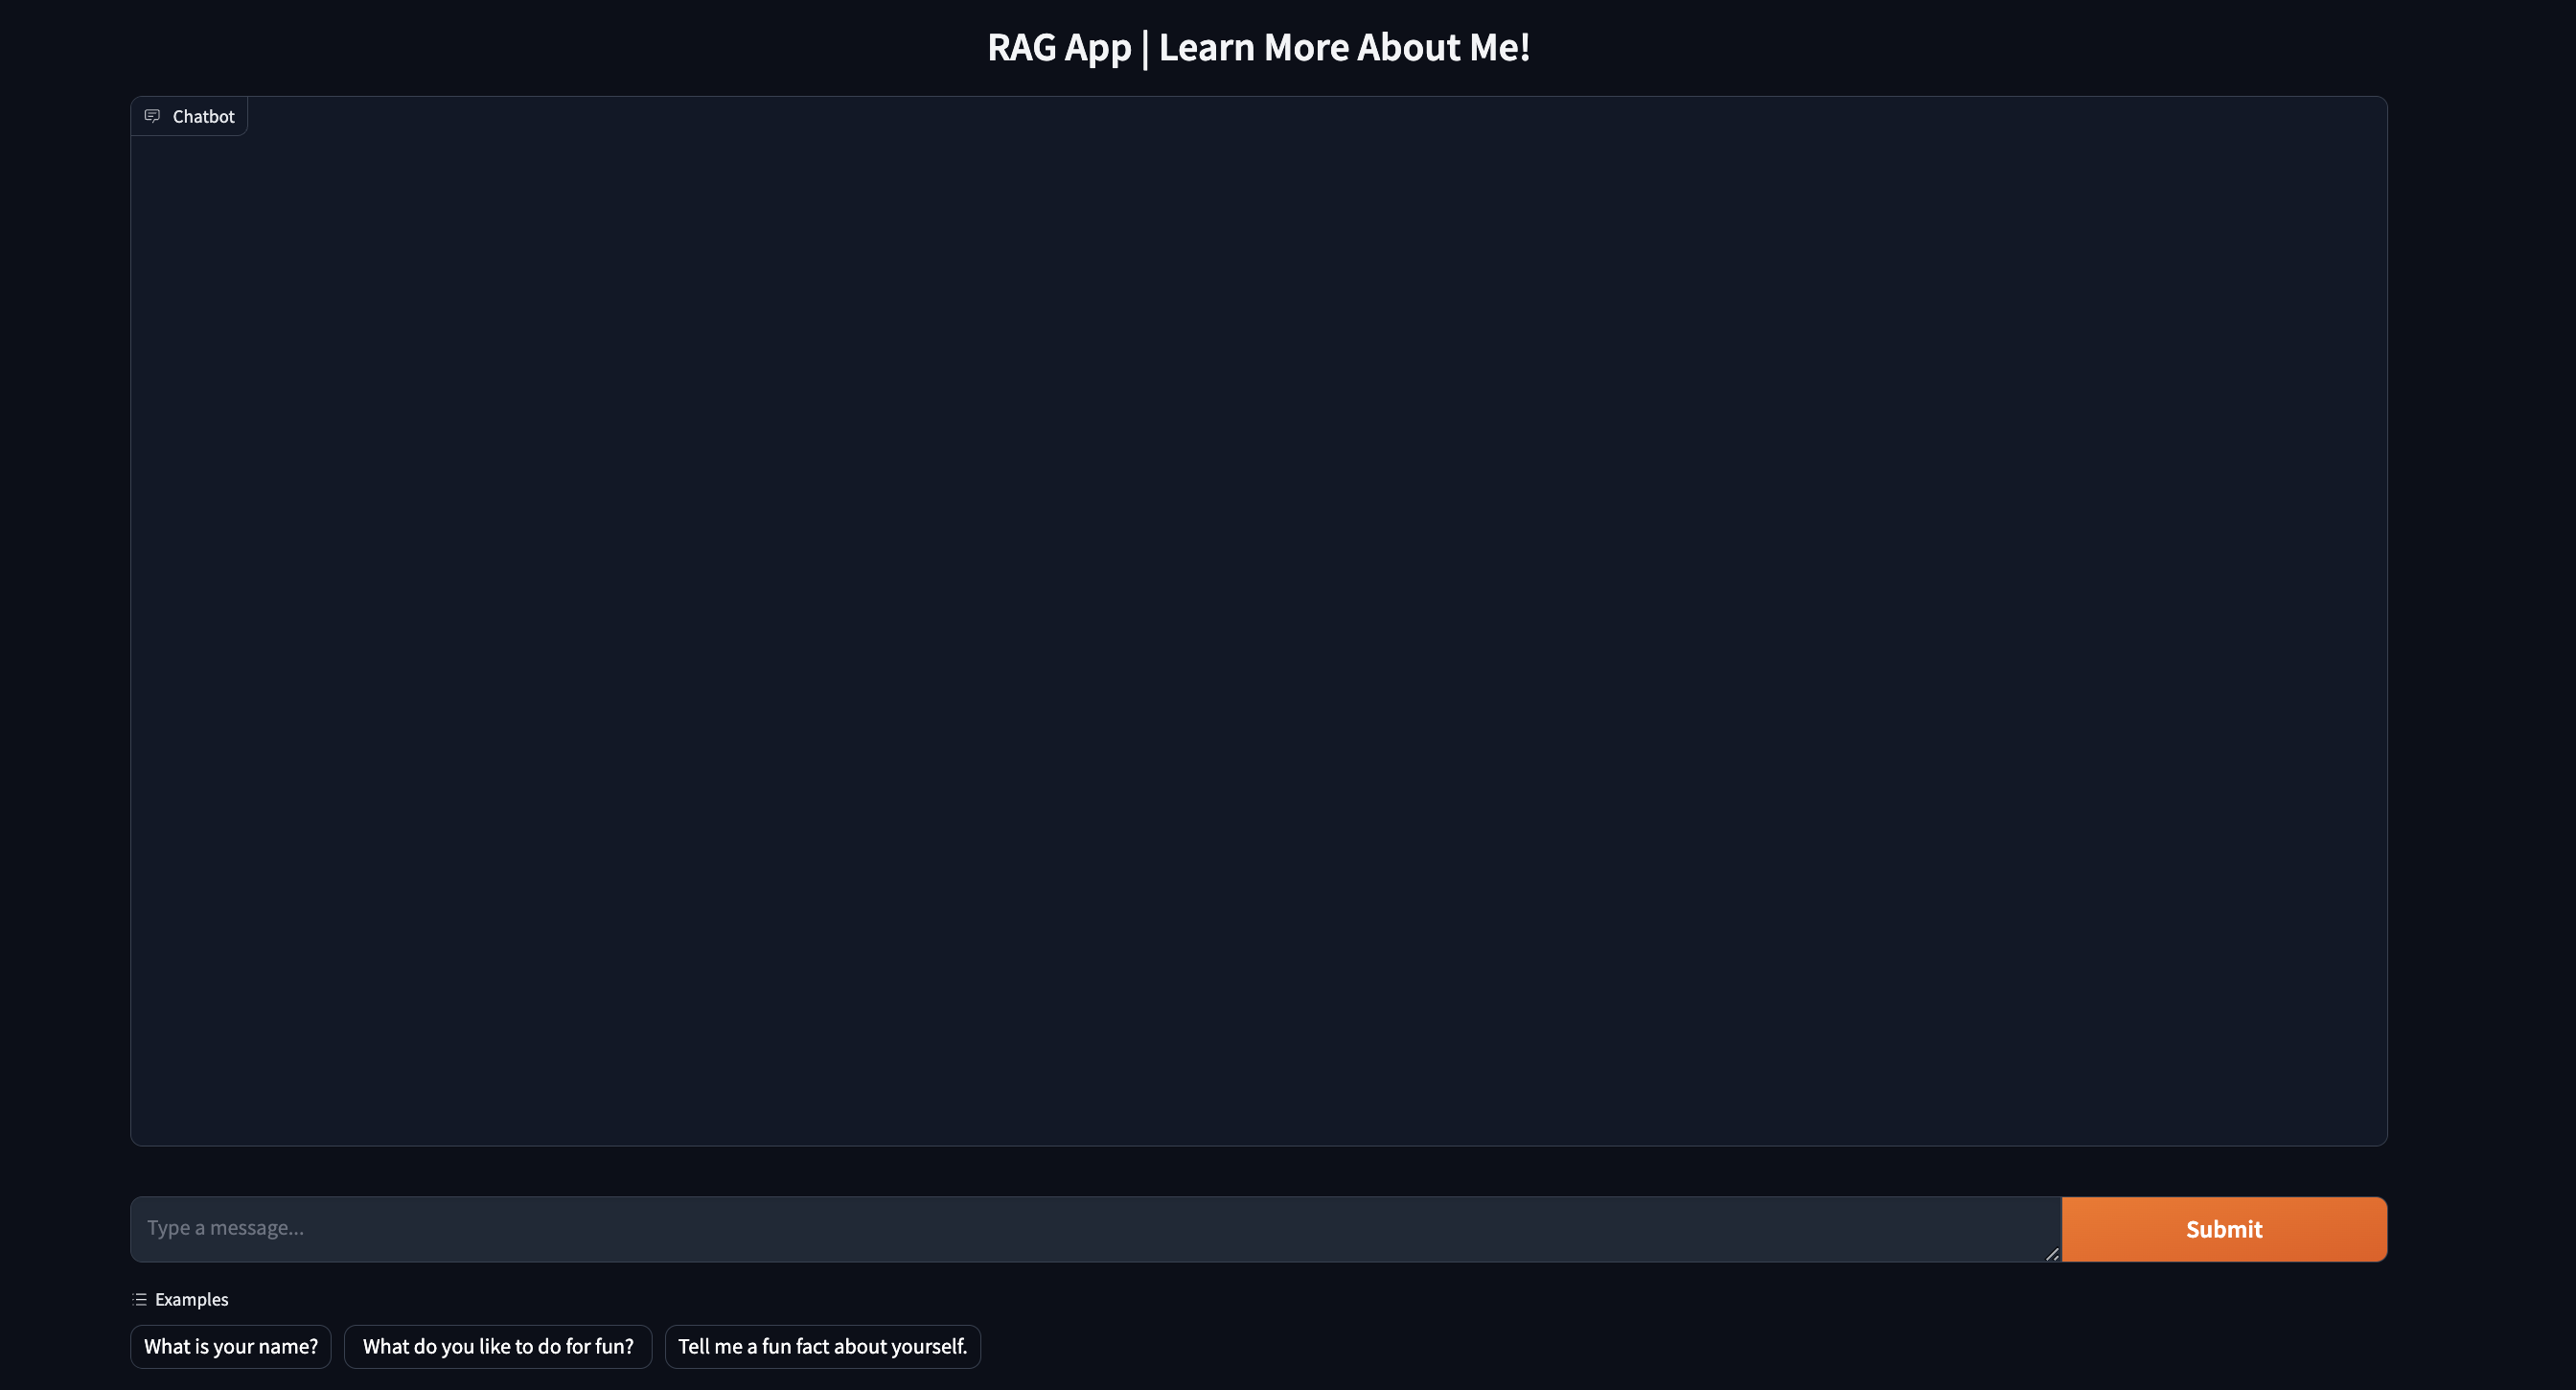 RAG App | Learn More About Me!
Chatbot
Type a message...
Submit
Examples
What is your name?
What do you like to do for fun?
Tell me a fun fact about yourself.